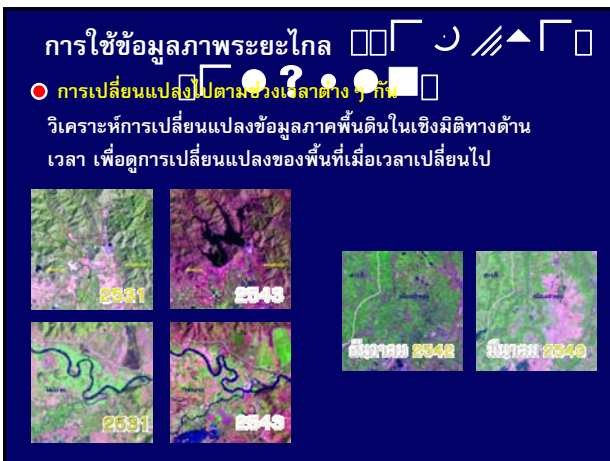 การใช้ข้อมูลภาพระยะไกล
การเปลี่ยนแปลงไปตามช่วงเวลาต่าง ๆ กัน
วิเคราะห์การเปลี่ยนแปลงข้อมูลภาคพื้นดินในเชิงมิติทางด้าน
เวลา เพื่อดูการเปลี่ยนแปลงของพื้นที่เมื่อเวลาเปลี่ยนไป
2531
2543
ธันวาคม 2542
มีนาคม 2543
2531
2543